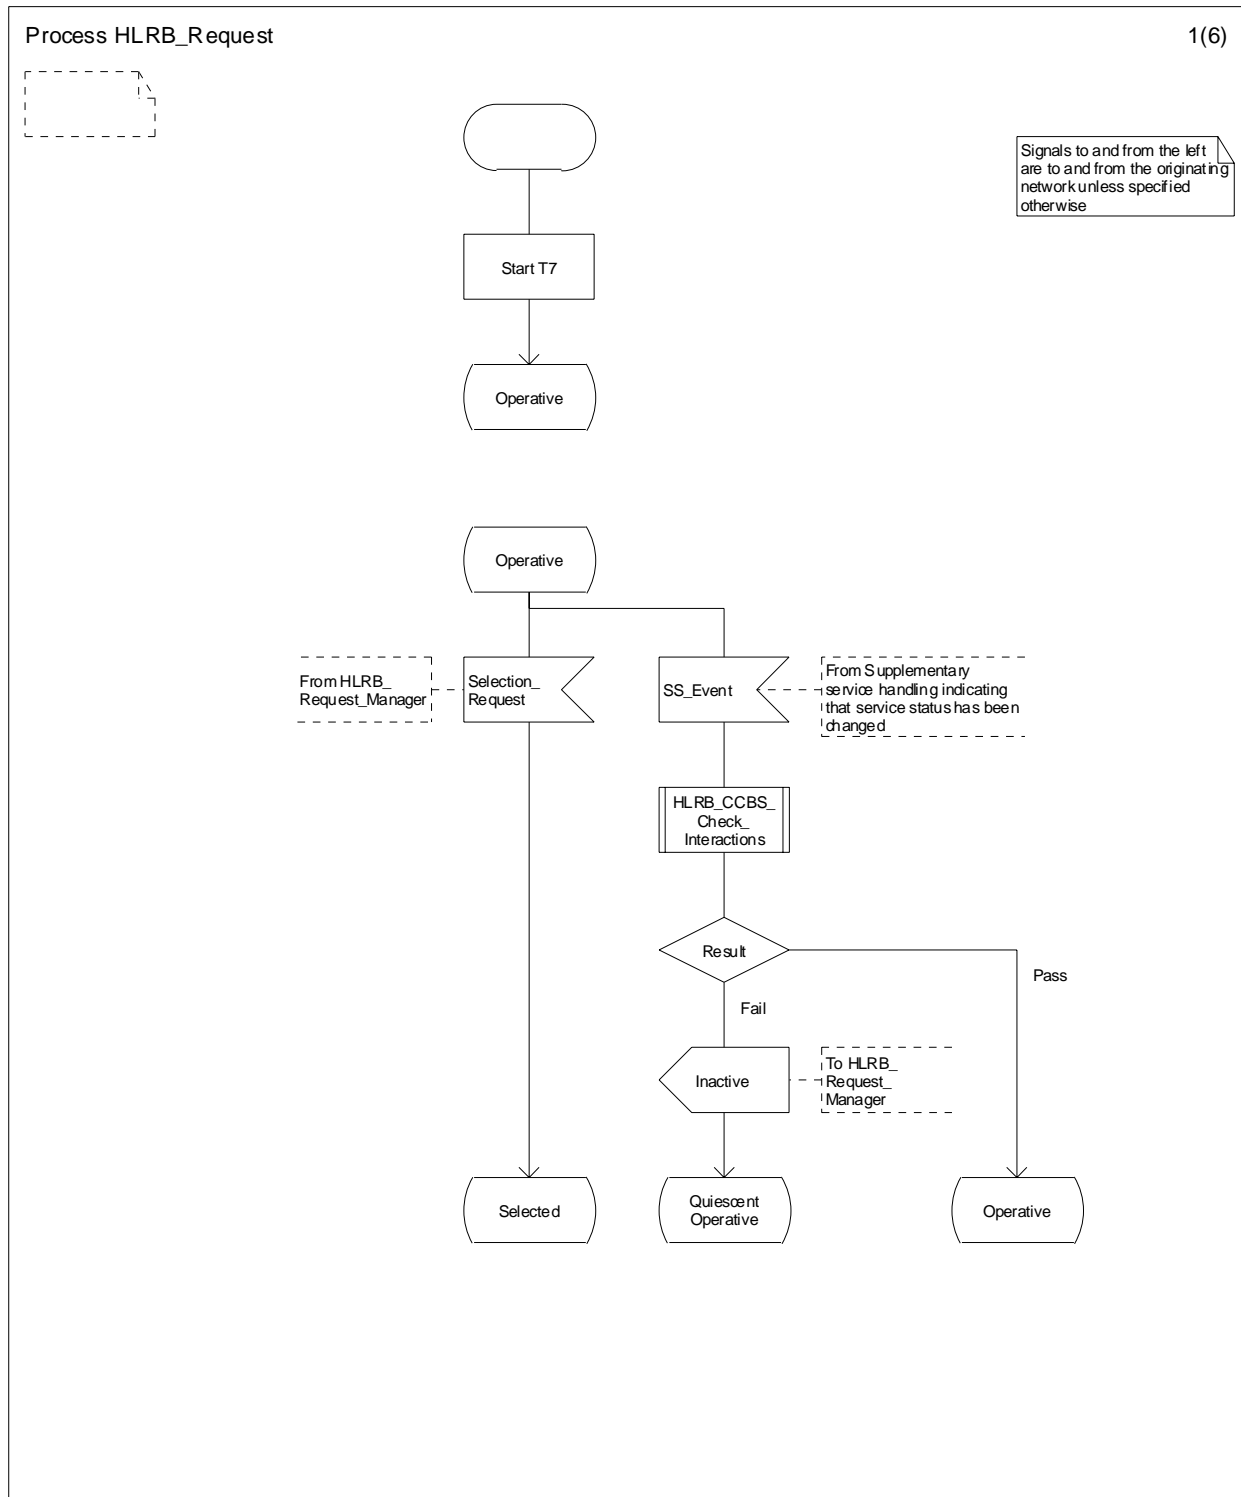 Process HLRB_Request
1(6)
Signals to and from the left
are to and from the originating
network unless specified
otherwise
Start T7
Operative
Operative
From HLRB_
Request_Manager
Selection_
Request
SS_Event
From Supplementary
service handling indicating
that service status has been
changed
HLRB_CCBS_
Check_
Interactions
Result
Pass
Fail
Inactive
To HLRB_
Request_
Manager
Selected
Quiescent
Operative
Operative